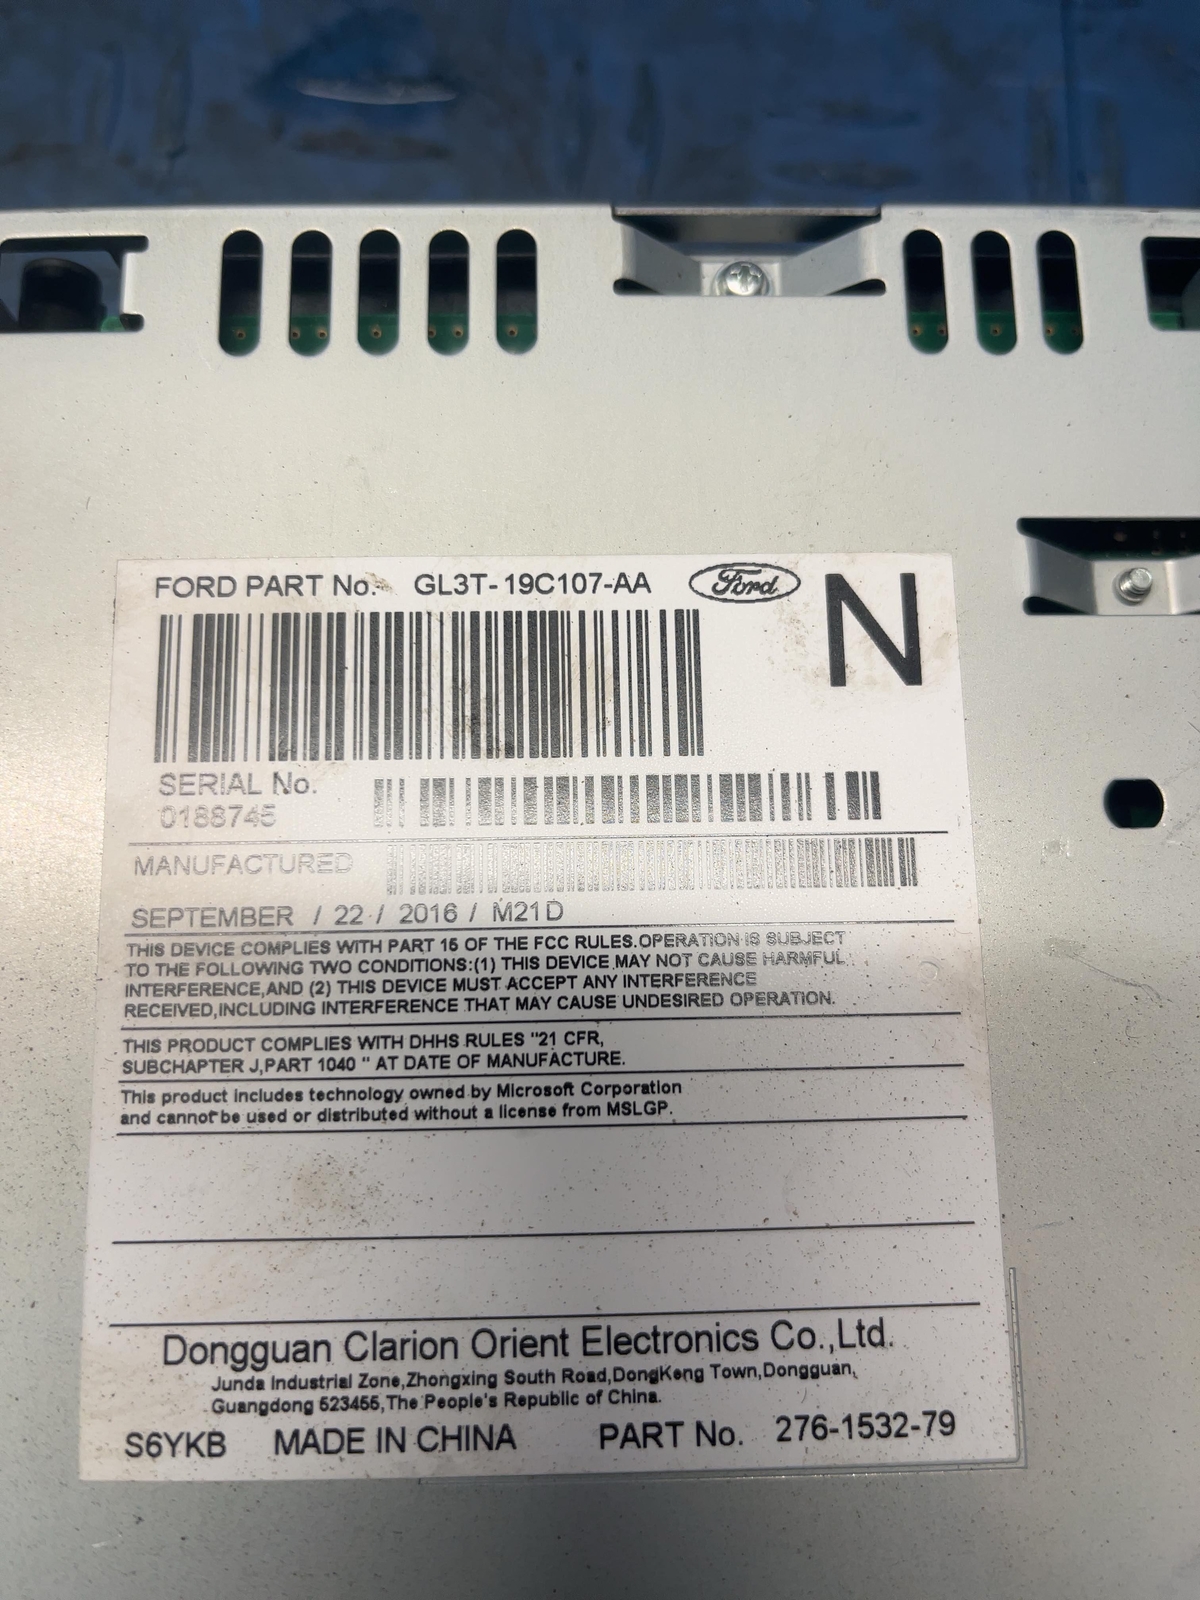 FORD PART No. GL3T-19C107-AA Ford N
SERIAL No.
0188745
MANUFACTURED
SEPTEMBER / 22 / 2016 / M21D
THIS DEVICE COMPLIES WITH PART 15 OF THE FCC RULES.OPERATION IS SUBJECT
TO THE FOLLOWING TWO CONDITIONS:(1) THIS DEVICE MAY NOT CAUSE HARMFUL
INTERFERENCE,AND (2) THIS DEVICE MUST ACCEPT ANY INTERFERENCE
RECEIVED,INCLUDING INTERFERENCE THAT MAY CAUSE UNDESIRED OPERATION.
THIS PRODUCT COMPLIES WITH DHHS RULES "21 CFR,
SUBCHAPTER J,PART 1040 " AT DATE OF MANUFACTURE.
This product includes technology owned by Microsoft Corporation
and cannot be used or distributed without a license from MSLGP.
Dongguan Clarion Orient Electronics Co.,Ltd.
Junda Industrial Zone,Zhongxing South Road,DongKeng Town,Dongguan,
Guangdong 523455,The People's Republic of China.
S6YKB MADE IN CHINA PART No. 276-1532-79